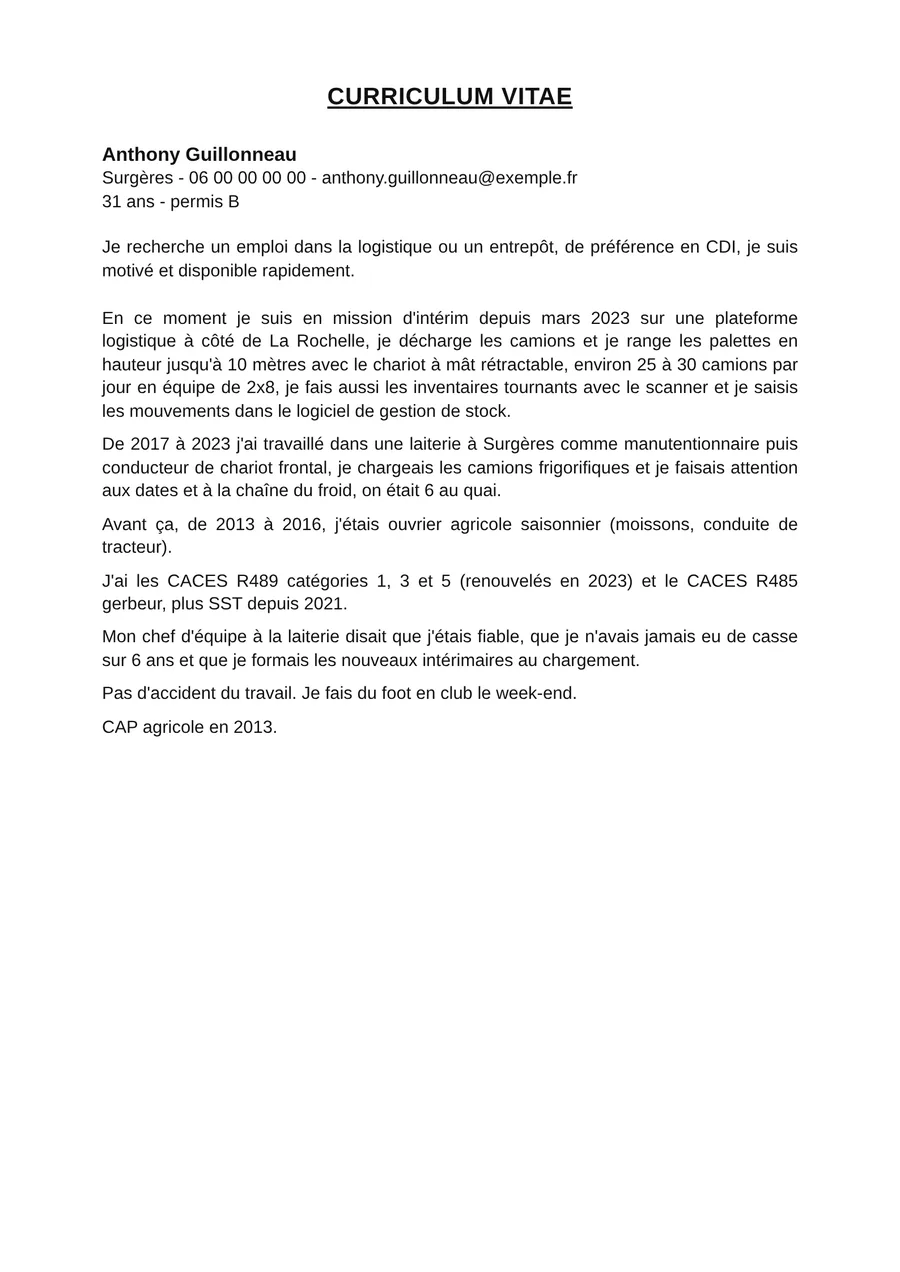 CURRICULUM VITAE
Anthony Guillonneau
Surgères - 06 00 00 00 00 - anthony.guillonneau@exemple.fr
31 ans - permis B
Je recherche un emploi dans la logistique ou un entrepôt, de préférence en CDI, je suis
motivé et disponible rapidement.
En ce moment je suis en mission d'intérim depuis mars 2023 sur une plateforme
logistique à côté de La Rochelle, je décharge les camions et je range les palettes en
hauteur jusqu'à 10 mètres avec le chariot à mât rétractable, environ 25 à 30 camions par
jour en équipe de 2x8, je fais aussi les inventaires tournants avec le scanner et je saisis
les mouvements dans le logiciel de gestion de stock.
De 2017 à 2023 j'ai travaillé dans une laiterie à Surgères comme manutentionnaire puis
conducteur de chariot frontal, je chargeais les camions frigorifiques et je faisais attention
aux dates et à la chaîne du froid, on était 6 au quai.
Avant ça, de 2013 à 2016, j'étais ouvrier agricole saisonnier (moissons, conduite de
tracteur).
J'ai les CACES R489 catégories 1, 3 et 5 (renouvelés en 2023) et le CACES R485
gerbeur, plus SST depuis 2021.
Mon chef d'équipe à la laiterie disait que j'étais fiable, que je n'avais jamais eu de casse
sur 6 ans et que je formais les nouveaux intérimaires au chargement.
Pas d'accident du travail. Je fais du foot en club le week-end.
CAP agricole en 2013.